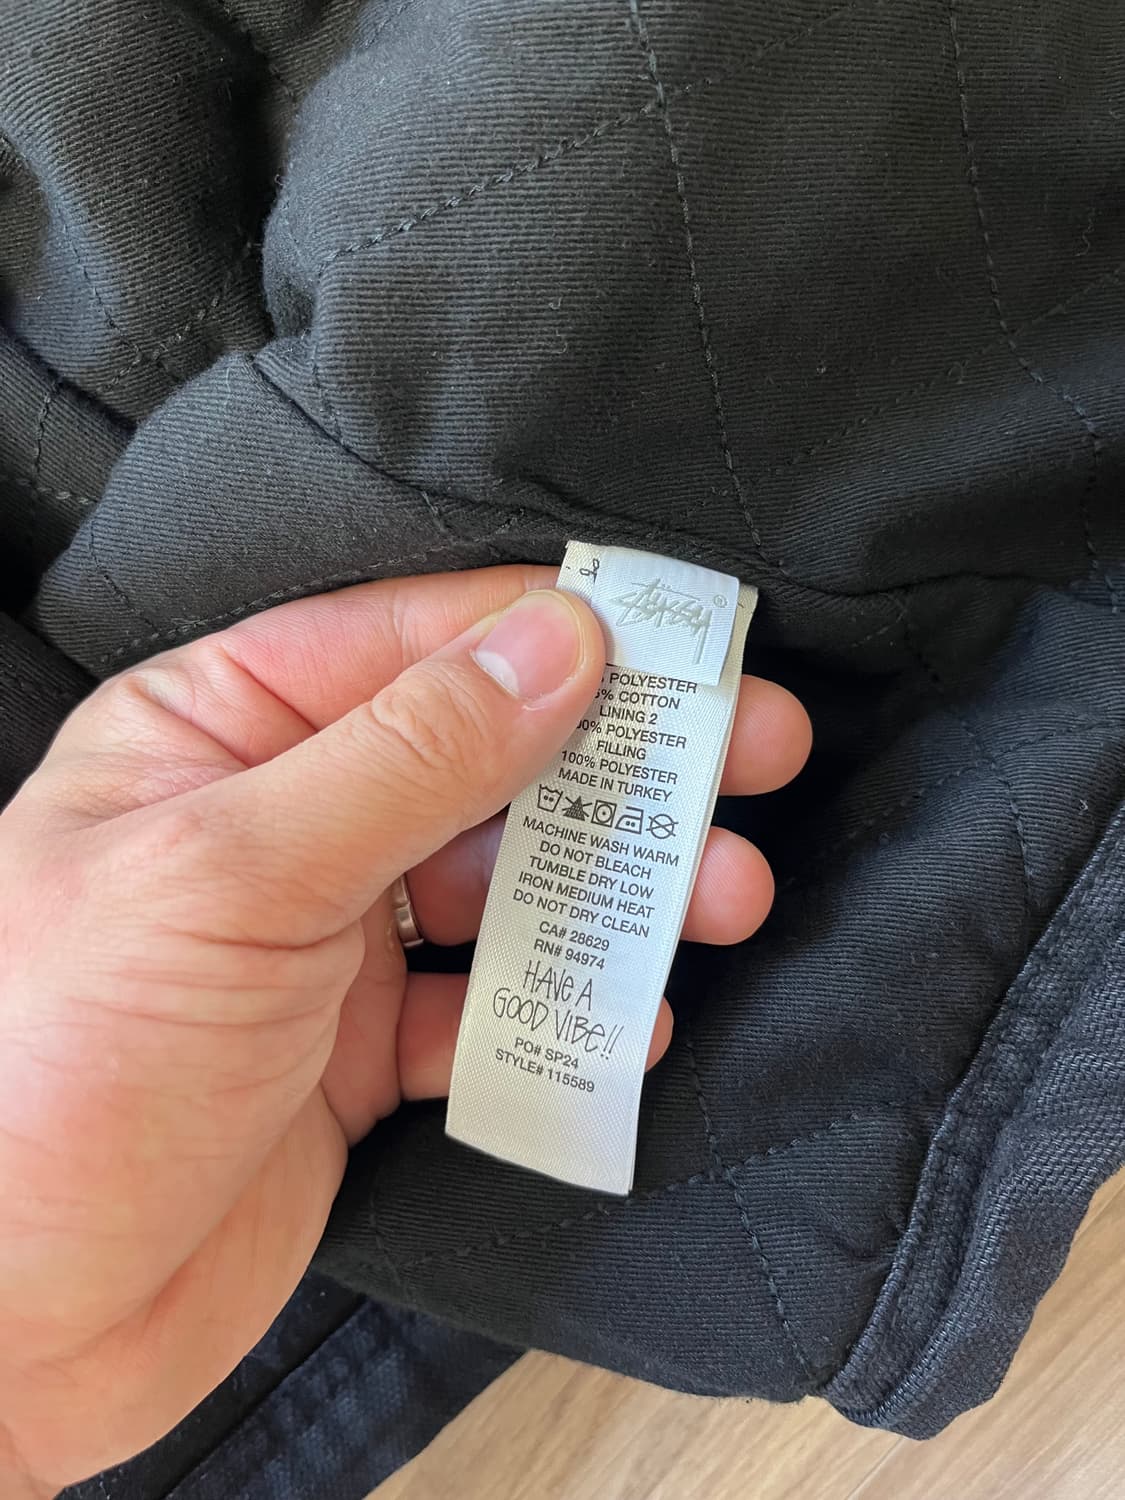 Stüssy®
POLYESTER
5% COTTON
LINING 2
00% POLYESTER
FILLING
100% POLYESTER
MADE IN TURKEY
MACHINE WASH WARM
DO NOT BLEACH
TUMBLE DRY LOW
IRON MEDIUM HEAT
DO NOT DRY CLEAN
CA# 28629
RN# 94974
HAVE A
GOOD VIBE!!
PO# SP24
STYLE# 115589